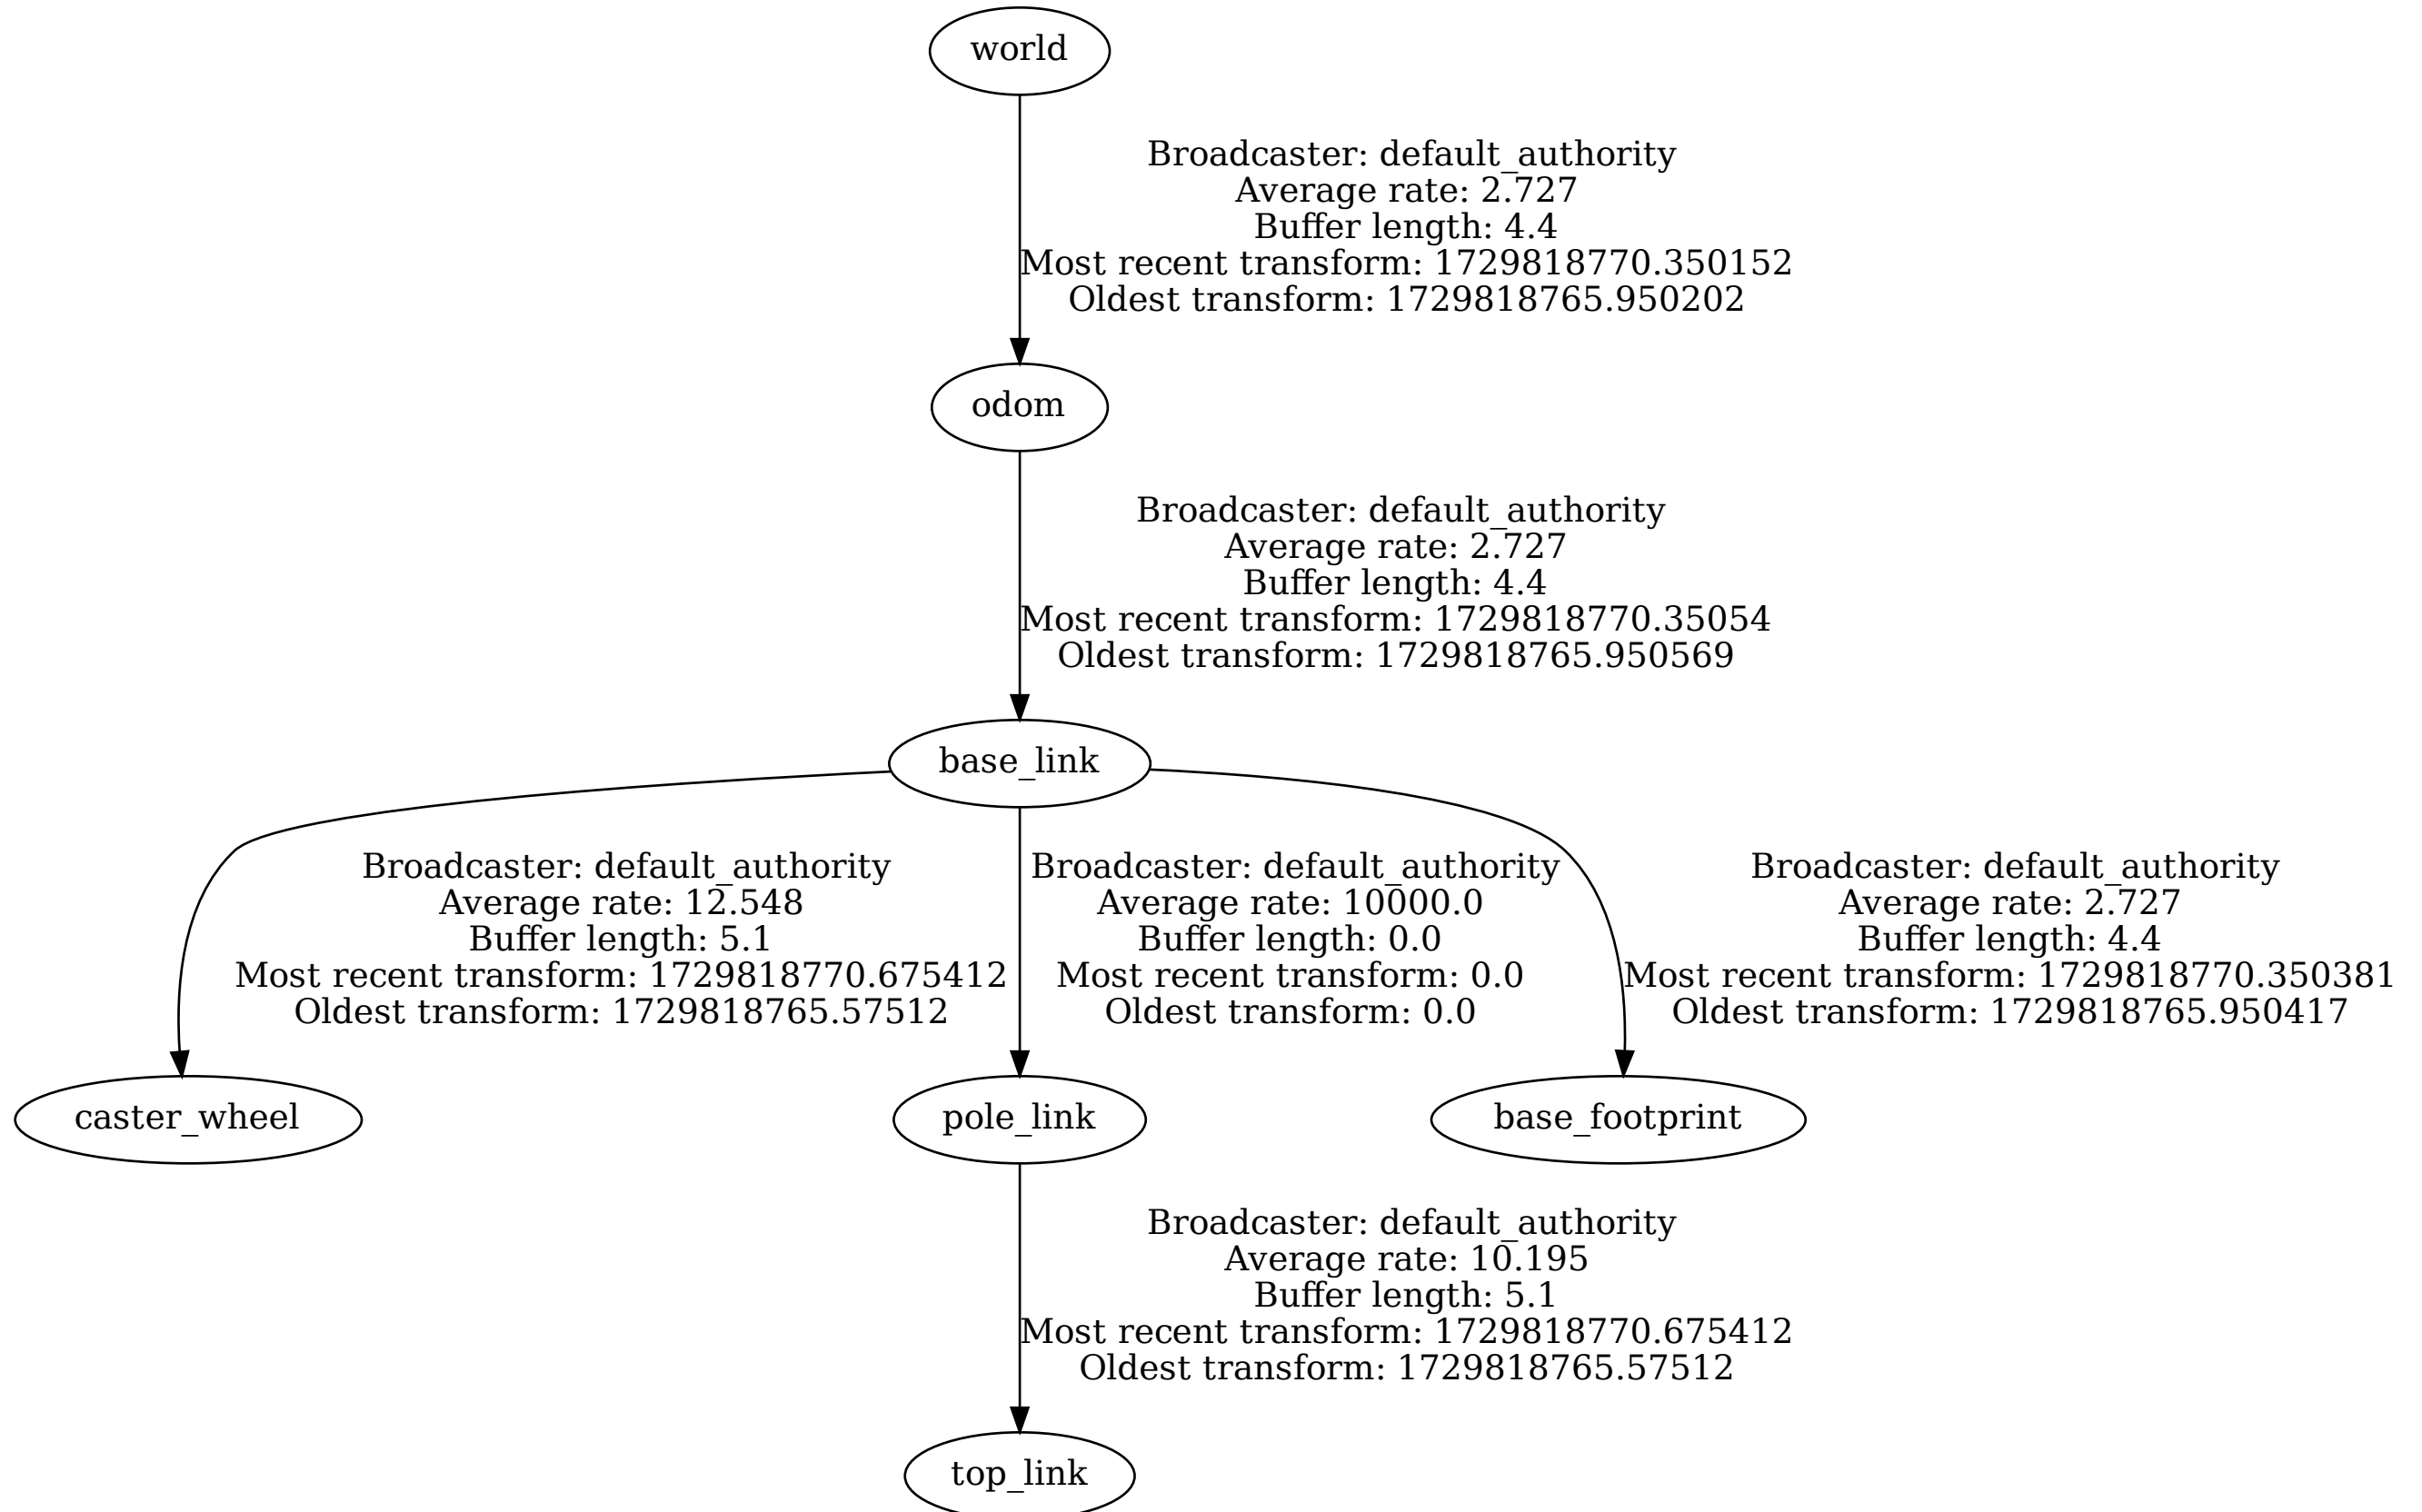 world
Broadcaster: default_authority
Average rate: 2.727
Buffer length: 4.4
Most recent transform: 1729818770.350152
Oldest transform: 1729818765.950202
odom
Broadcaster: default_authority
Average rate: 2.727
Buffer length: 4.4
Most recent transform: 1729818770.35054
Oldest transform: 1729818765.950569
base_link
Broadcaster: default_authority
Average rate: 12.548
Buffer length: 5.1
Most recent transform: 1729818770.675412
Oldest transform: 1729818765.57512
Broadcaster: default_authority
Average rate: 10000.0
Buffer length: 0.0
Most recent transform: 0.0
Oldest transform: 0.0
Broadcaster: default_authority
Average rate: 2.727
Buffer length: 4.4
Most recent transform: 1729818770.350381
Oldest transform: 1729818765.950417
caster_wheel
pole_link
base_footprint
Broadcaster: default_authority
Average rate: 10.195
Buffer length: 5.1
Most recent transform: 1729818770.675412
Oldest transform: 1729818765.57512
top_link